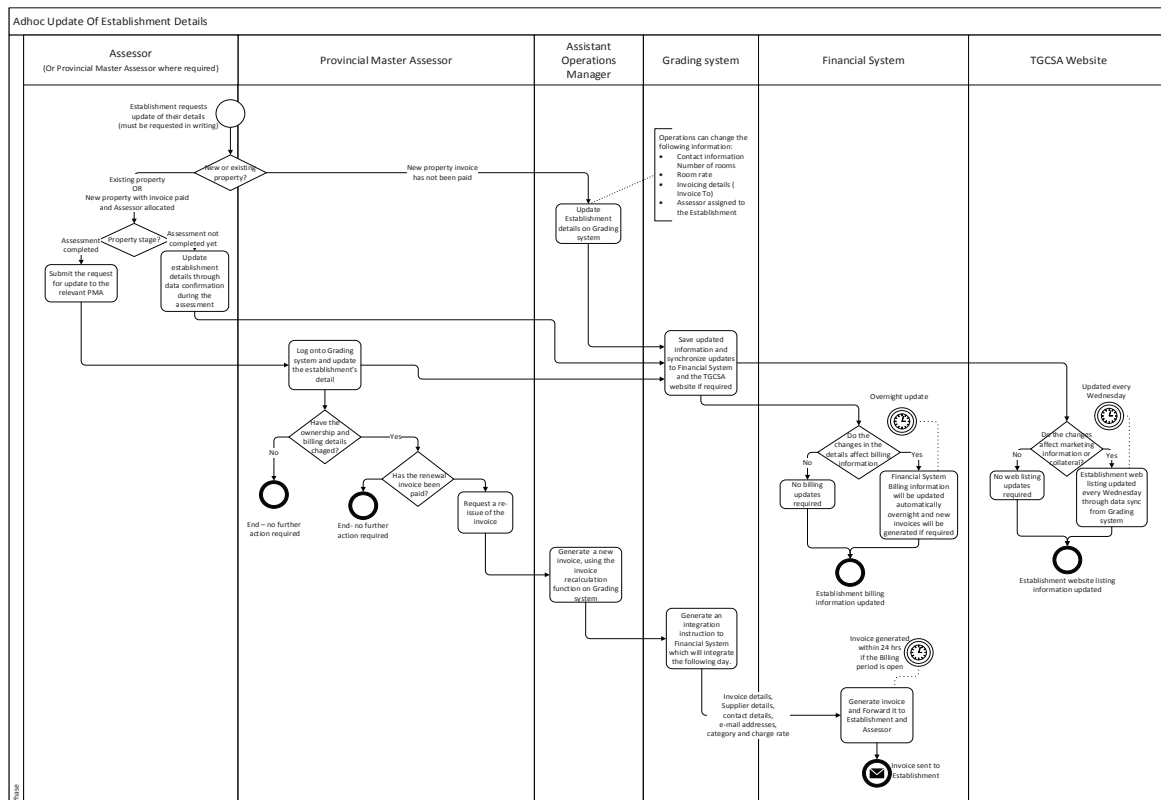 Adhoc Update Of Establishment Details
Assessor
(Or Provincial Master Assessor where required)
Provincial Master Assessor
Assistant
Operations
Manager
Grading system
Financial System
TGCSA Website
Establishment requests
update of their details
(must be requested in writing)
New or existing
property?
New property invoice
has not been paid
Operations can change the
following information:
• Contact information
Number of rooms
• Room rate
• Invoicing details (
Invoice To)
• Assessor assigned to
the Establishment
Existing property
OR
New property with invoice paid
and Assessor allocated
Update
Establishment
details on Grading
system
Property stage?
Assessment
completed
Assessment not
completed yet
Submit the request
for update to the
relevant PMA
Update
establishment
details through
data confirmation
during the
assessment
Log onto Grading
system and update
the establishment's
detail
Save updated
information and
synchronize updates
to Financial System
and the TGCSA
website if required
Have the
ownership and
billing details
chaged?
No
Yes
End – no further
action required
Has the renewal
invoice been
paid?
End- no further
action required
Request a re-
issue of the
invoice
Overnight update
Do the
changes in the
details affect billing
information
No
Yes
No billing
updates
required
Financial System
Billing information
will be updated
automatically
overnight and new
invoices will be
generated if required
Establishment billing
information updated
Updated every
Wednesday
Do the changes
affect marketing
information or
collateral?
No
Yes
No web listing
updates
required
Establishment web
listing updated
every Wednesday
through data sync
from Grading
system
Establishment website listing
information updated
Generate a new
invoice, using the
invoice
recalculation
function on Grading
system
Generate an
integration
instruction to
Financial System
which will integrate
the following day.
Invoice details,
Supplier details,
contact details,
e-mail addresses,
category and charge rate
Invoice generated
within 24 hrs
if the Billing
period is open
Generate invoice
and Forward it to
Establishment and
Assessor
Invoice sent to
Establishment
Phase